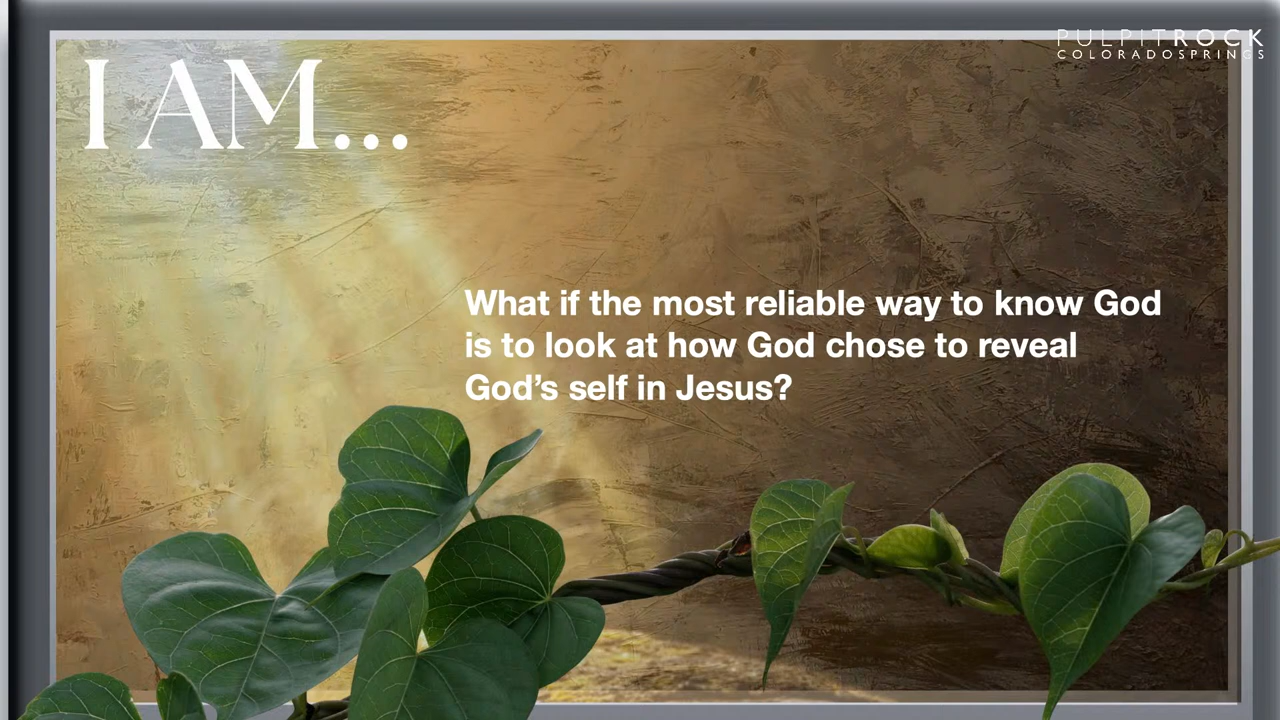 I AM...
PULPITROCK
COLORADOSPRINGS
What if the most reliable way to know God
is to look at how God chose to reveal
God’s self in Jesus?